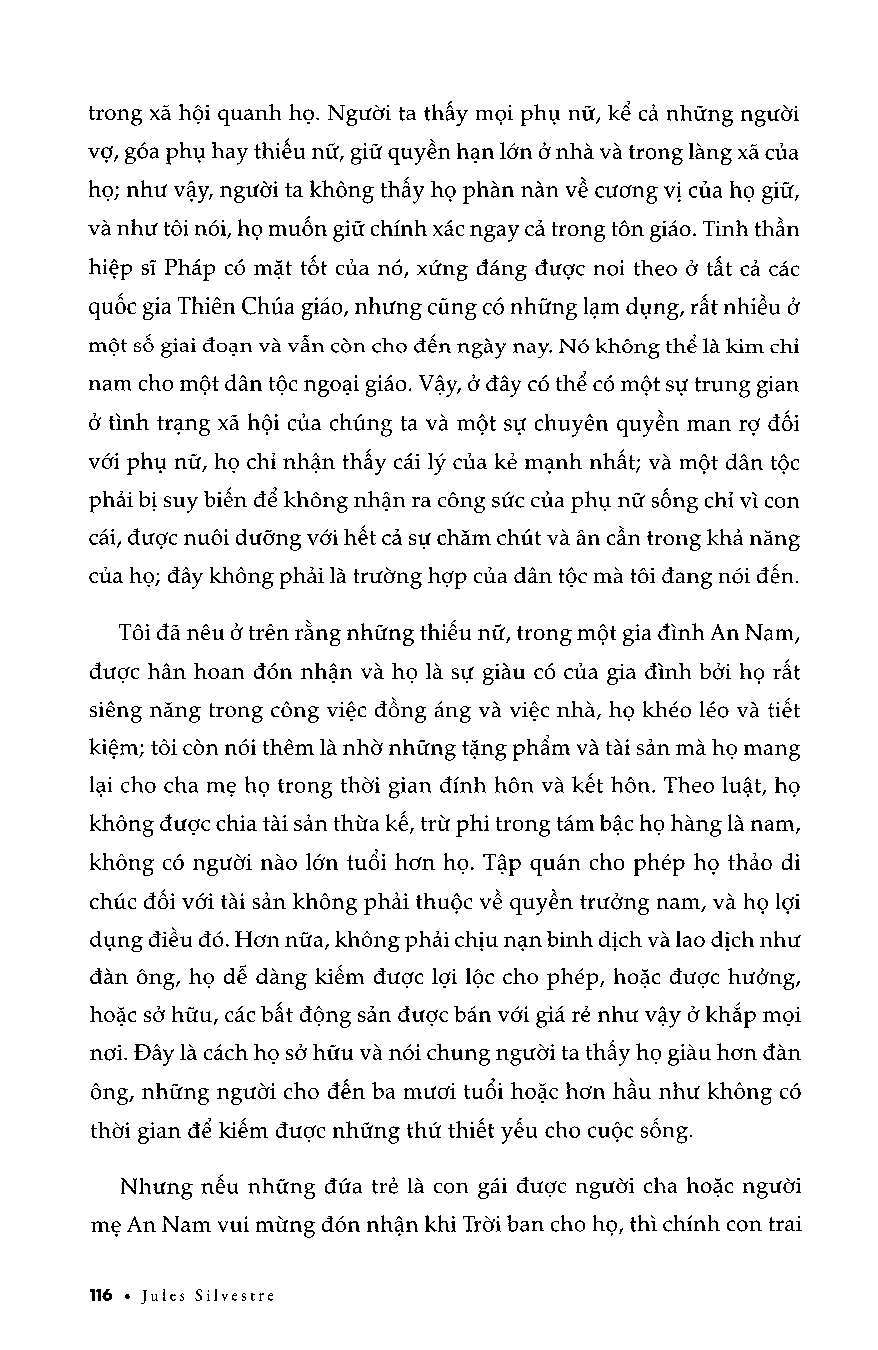 trong xã hội quanh họ. Người ta thấy mọi phụ nữ, kể cả những người
vợ, góa phụ hay thiếu nữ, giữ quyền hạn lớn ở nhà và trong làng xã của
họ; như vậy, người ta không thấy họ phàn nàn về cương vị của họ giữ,
và như tôi nói, họ muốn giữ chính xác ngay cả trong tôn giáo. Tinh thần
hiệp sĩ Pháp có mặt tốt của nó, xứng đáng được noi theo ở tất cả các
quốc gia Thiên Chúa giáo, nhưng cũng có những lạm dụng, rất nhiều ở
một số giai đoạn và vẫn còn cho đến ngày nay. Nó không thể là kim chỉ
nam cho một dân tộc ngoại giáo. Vậy, ở đây có thể có một sự trung gian
ở tình trạng xã hội của chúng ta và một sự chuyên quyền man rợ đối
với phụ nữ, họ chỉ nhận thấy cái lý của kẻ mạnh nhất; và một dân tộc
phải bị suy biến để không nhận ra công sức của phụ nữ sống chỉ vì con
cái, được nuôi dưỡng với hết cả sự chăm chút và ân cần trong khả năng
của họ; đây không phải là trường hợp của dân tộc mà tôi đang nói đến.
Tôi đã nêu ở trên rằng những thiếu nữ, trong một gia đình An Nam,
được hân hoan đón nhận và họ là sự giàu có của gia đình bởi họ rất
siêng năng trong công việc đồng áng và việc nhà, họ khéo léo và tiết
kiệm; tôi còn nói thêm là nhờ những tặng phẩm và tài sản mà họ mang
lại cho cha mẹ họ trong thời gian đính hôn và kết hôn. Theo luật, họ
không được chia tài sản thừa kế, trừ phi trong tám bậc họ hàng là nam,
không có người nào lớn tuổi hơn họ. Tập quán cho phép họ thảo di
chúc đối với tài sản không phải thuộc về quyền trưởng nam, và họ lợi
dụng điều đó. Hơn nữa, không phải chịu nạn binh dịch và lao dịch như
đàn ông, họ dễ dàng kiếm được lợi lộc cho phép, hoặc được hưởng,
hoặc sở hữu, các bất động sản được bán với giá rẻ như vậy ở khắp mọi
nơi. Đây là cách họ sở hữu và nói chung người ta thấy họ giàu hơn đàn
ông, những người cho đến ba mươi tuổi hoặc hơn hầu như không có
thời gian để kiếm được những thứ thiết yếu cho cuộc sống.
Nhưng nếu những đứa trẻ là con gái được người cha hoặc người
mẹ An Nam vui mừng đón nhận khi Trời ban cho họ, thì chính con trai
116 • Jules Silvestre